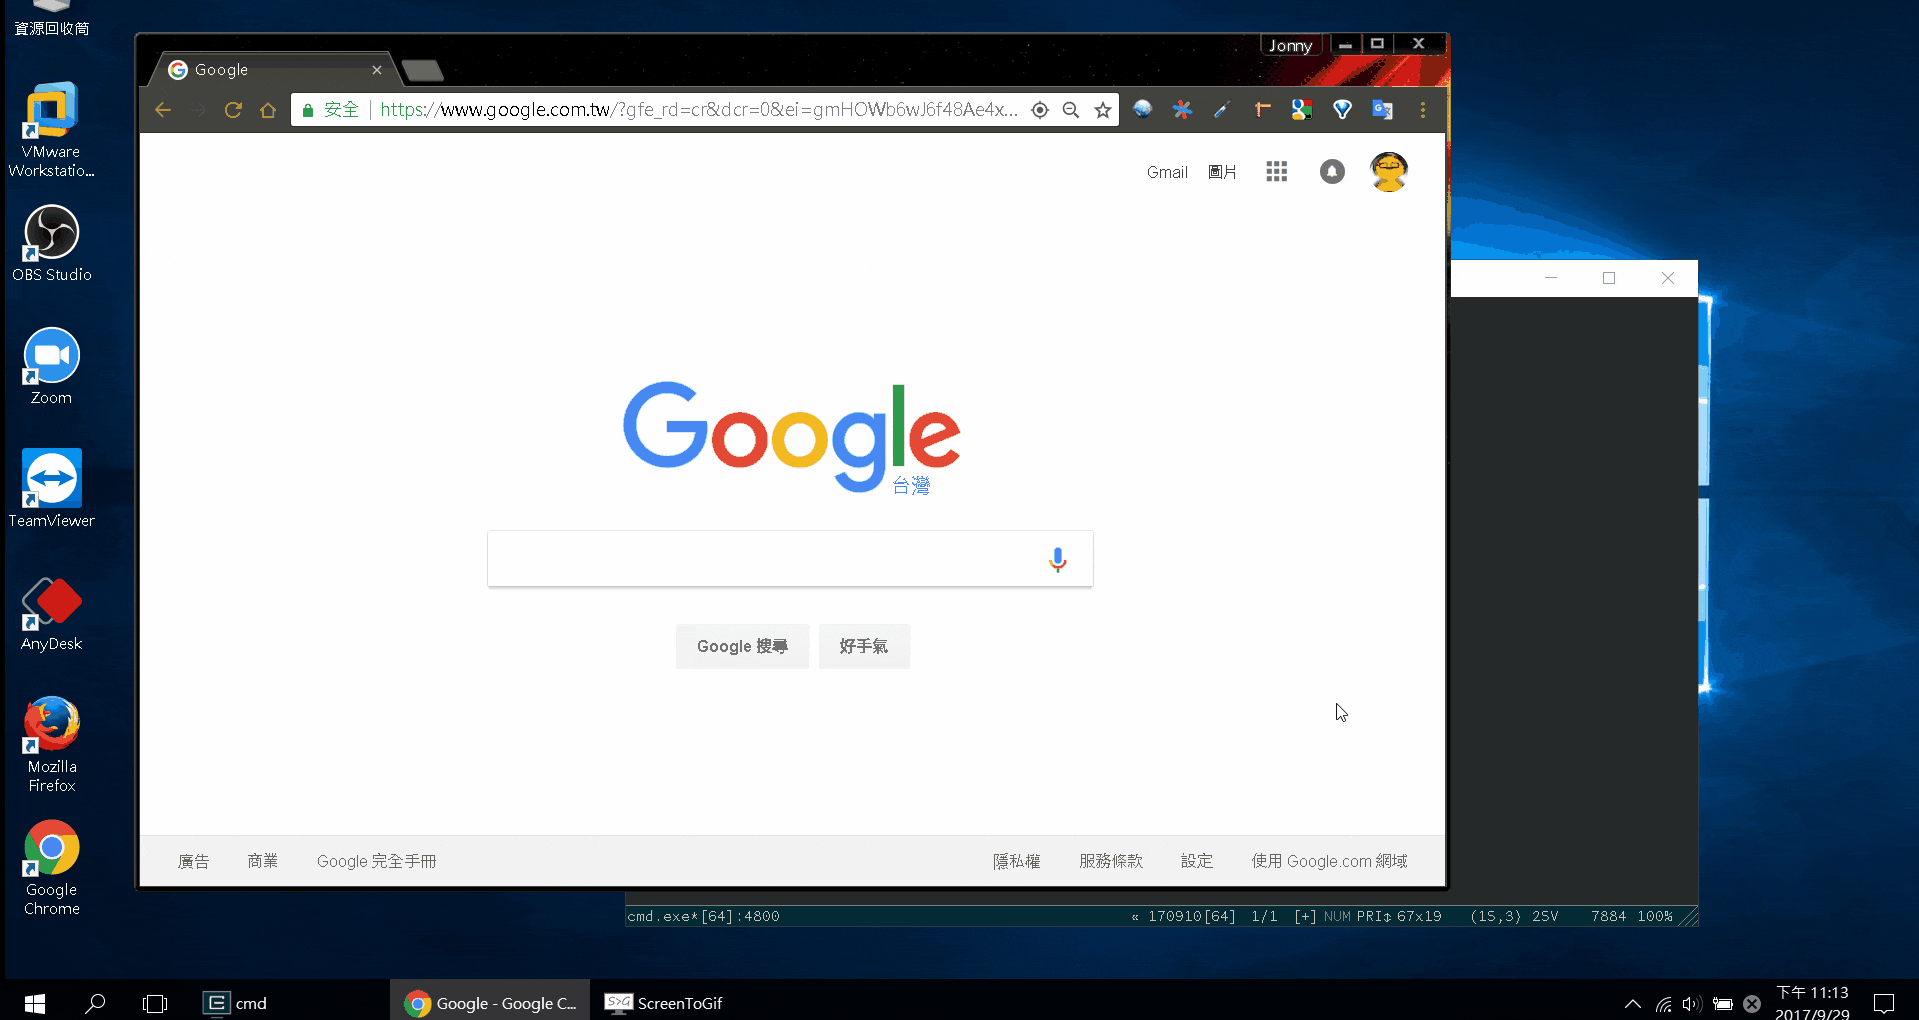 資源回收筒
VMware
Workstatio...
OBS Studio
Zoom
TeamViewer
AnyDesk
Mozilla
Firefox
Google
Chrome
Jonny
Google
安全 | https://www.google.com.tw/?gfe_rd=cr&dcr=0&ei=gmHOWb6wJ6f48Ae4x...
Gmail 圖片
Google
台灣
Google 搜尋 好手氣
廣告 商業 Google 完全手冊 隱私權 服務條款 設定 使用 Google.com 網域
cmd.exe*[64]:4800 « 170910[64] 1/1 [+] NUM PRI↕ 67x19 (15,3) 25V 7884 100%
cmd
Google - Google C...
S>G ScreenToGif
下午 11:13
2017/9/29